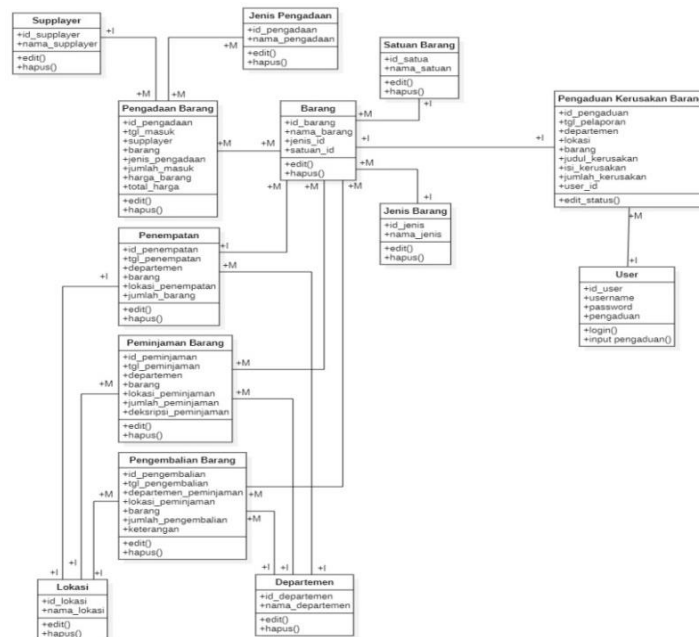 Supplayer
+id_supplayer
+nama_supplayer
+edit()
+hapus()
+I
Jenis Pengadaan
+id_pengadaan
+nama_pengadaan
+edit()
+hapus()
+M
Satuan Barang
+id_satua
+nama_satuan
+edit()
+hapus()
+M
+I
+M
+M
Pengadaan Barang
+id_pengadaan
+tgl_masuk
+supplayer
+barang
+jenis_pengadaan
+jumlah_masuk
+harga_barang
+total_harga
+edit()
+hapus()
+M
+M
Barang
+id_barang
+nama_barang
+jenis_id
+satuan_id
+edit()
+hapus()
+I
+I
+M
+I
+M
+M
+M
Pengaduan Kerusakan Baran
+id_pengaduan
+tgl_pelaporan
+departemen
+lokasi
+barang
+judul_kerusakan
+isi_kerusakan
+jumlah_kerusakan
+user_id
+edit_status()
+M
+I
Jenis Barang
+id_jenis
+nama_jenis
+edit()
+hapus()
User
+id_user
+username
+password
+pengaduan
+login()
+input pengaduan()
Penempatan
+id_penempatan
+tgl_penempatan
+departemen
+barang
+lokasi_penempatan
+jumlah_barang
+edit()
+hapus()
+I
+M
+I
Peminjaman Barang
+id_peminjaman
+tgl_peminjaman
+departemen
+barang
+lokasi_peminjaman
+jumlah_peminjaman
+deksripsi_peminjaman
+edit()
+hapus()
+M
+M
+M
Pengembalian Barang
+id_pengembalian
+tgl_pengembalian
+departemen_peminjaman
+lokasi_peminjaman
+barang
+jumlah_pengembalian
+keterangan
+edit()
+hapus()
+M
+M
+M
+I
+I
+I
Lokasi
+id_lokasi
+nama_lokasi
+edit()
+hapus()
+I
+I
+I
Departemen
+id_departemen
+nama_departemen
+edit()
+hapus()